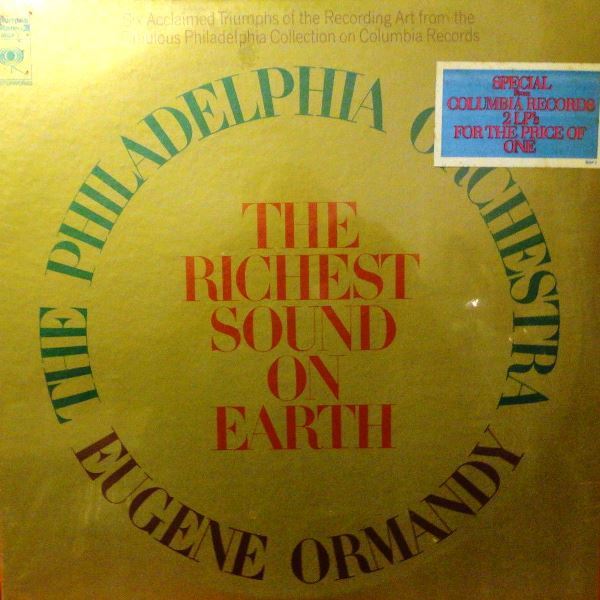 Six Acclaimed Triumphs of the Recording Art from the
Fabulous Philadelphia Collection on Columbia Records
SPECIAL
from
COLUMBIA RECORDS
2 LP's
FOR THE PRICE OF
ONE
THE PHILADELPHIA ORCHESTRA
THE
RICHEST
SOUND
ON
EARTH
EUGENE ORMANDY